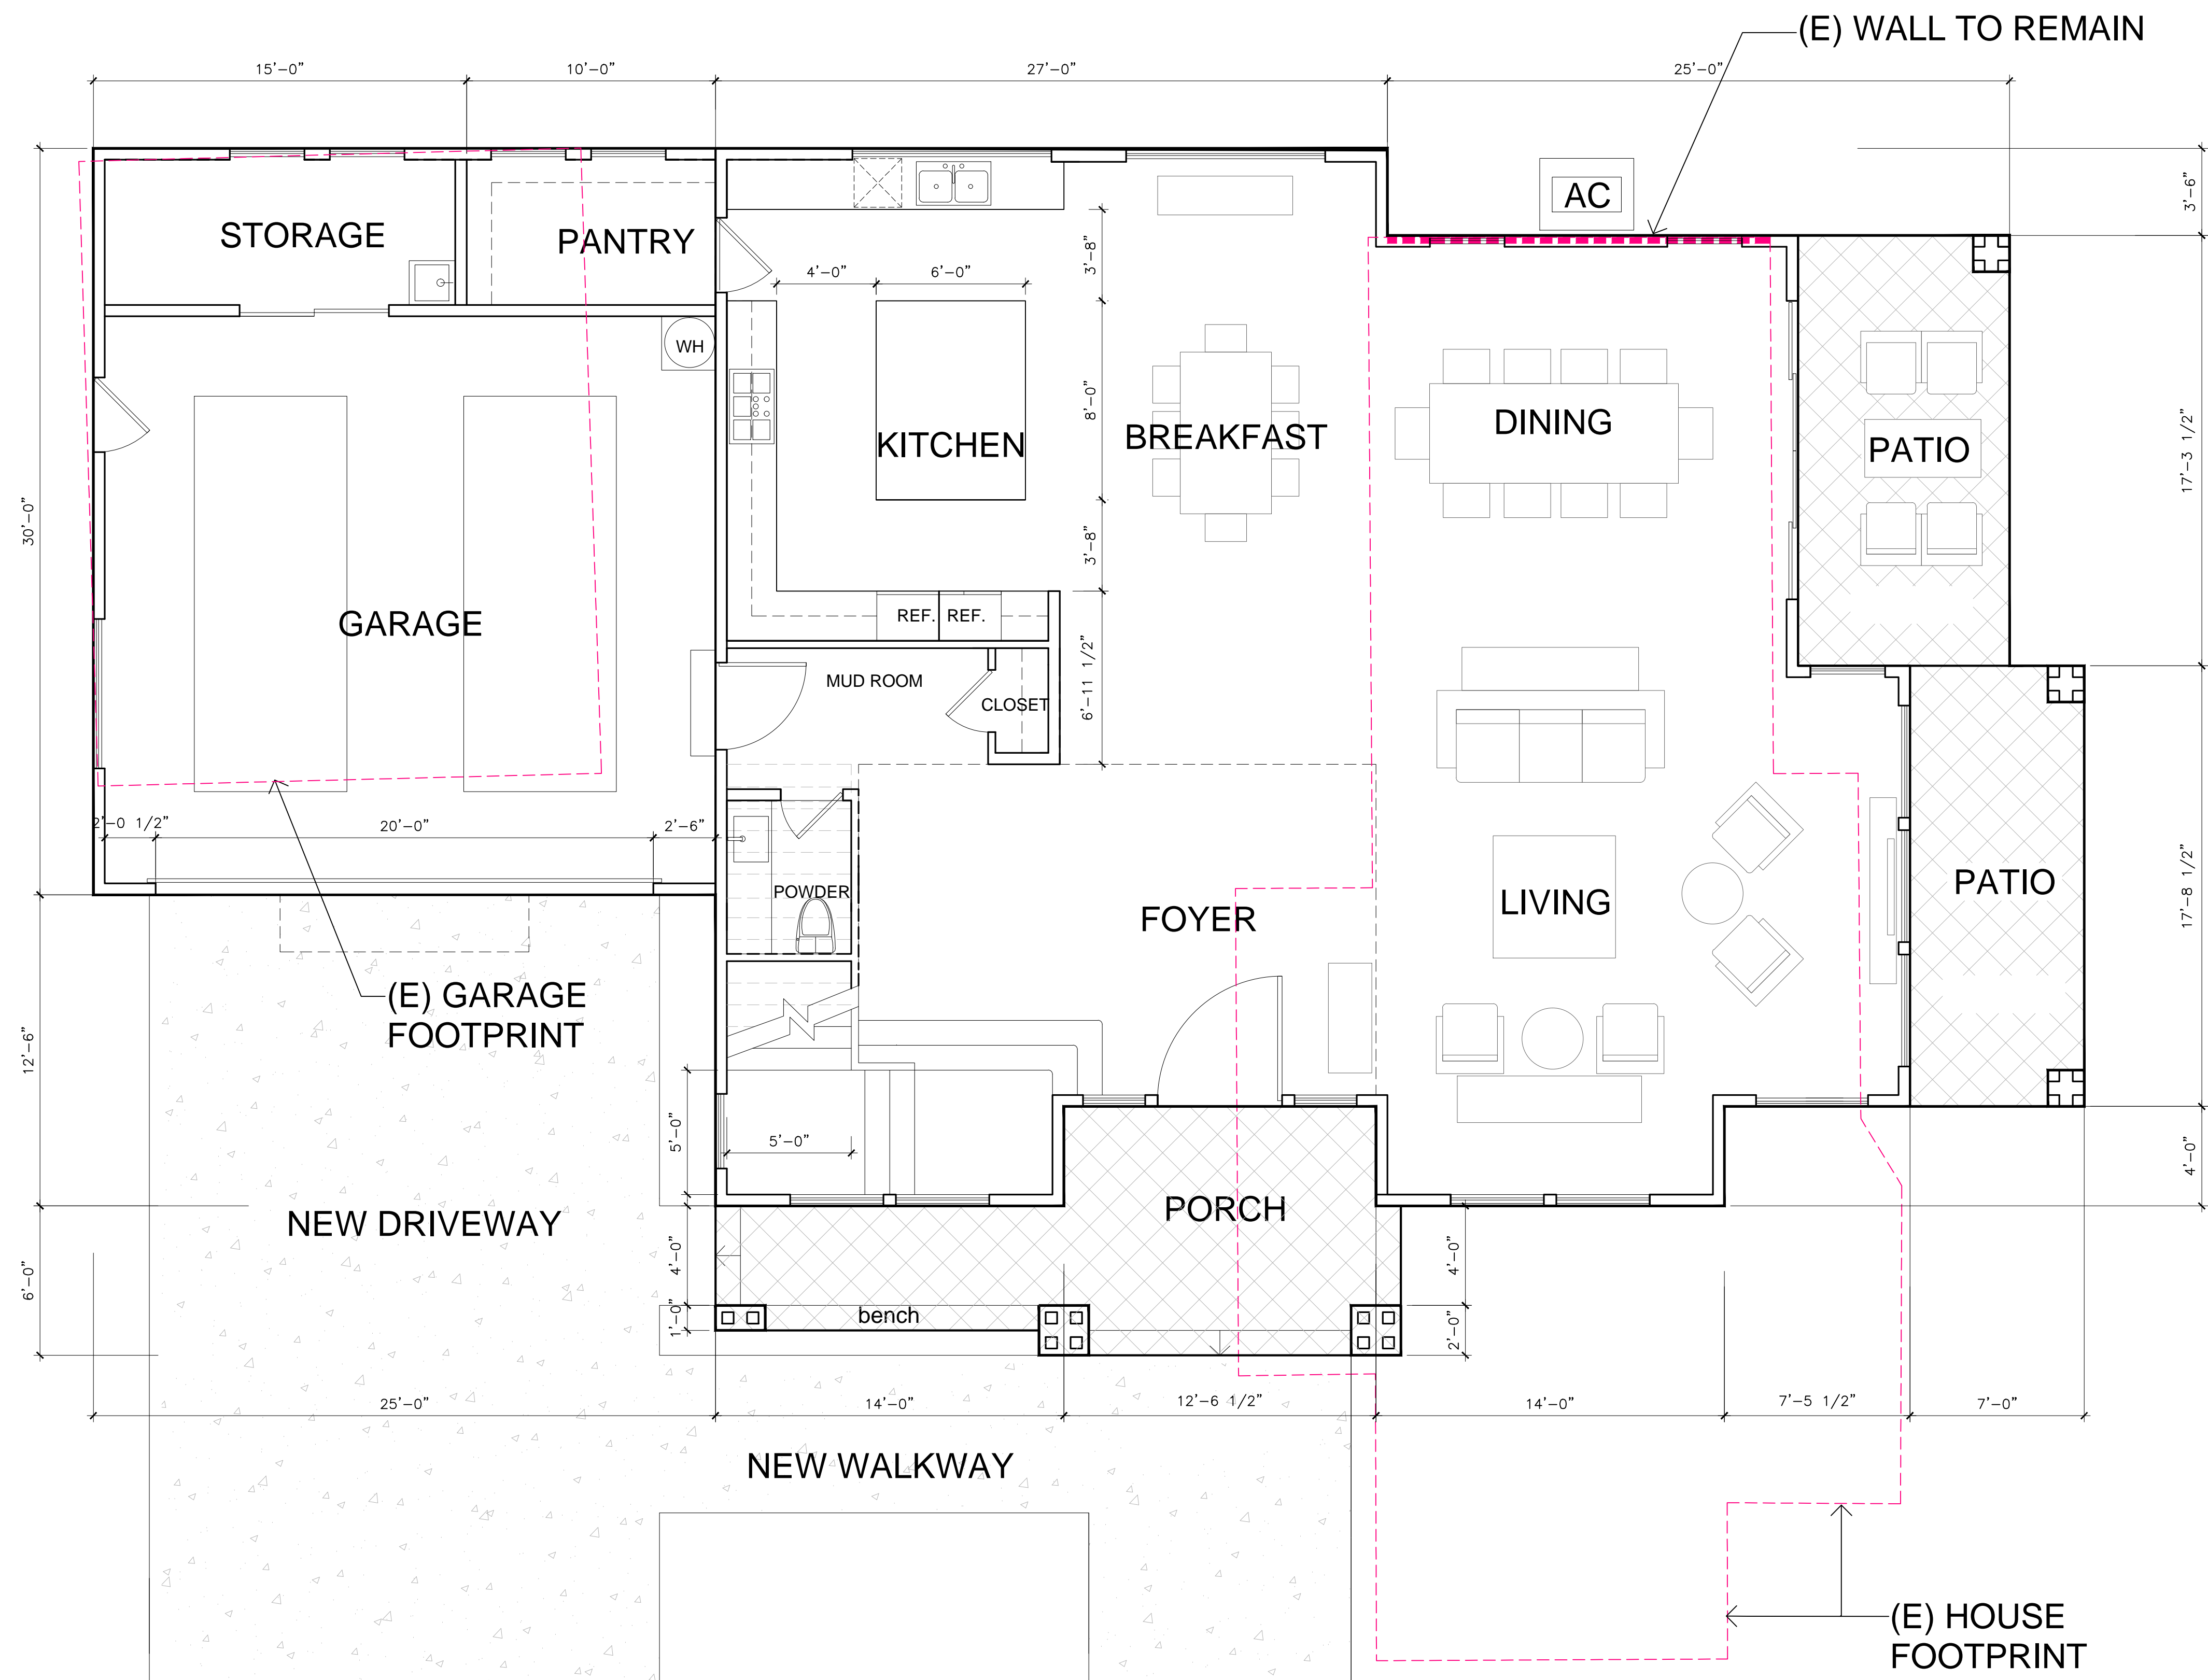 (E) WALL TO REMAIN
15'-0"
10'-0"
27'-0"
25'-0"
3'-6"
AC
STORAGE
PANTRY
3'-8"
4'-0"
6'-0"
WH
8'-0"
KITCHEN
BREAKFAST
DINING
PATIO
17'-3 1/2"
30'-0"
3'-8"
GARAGE
REF.
REF.
MUD ROOM
CLOSET
6'-11 1/2"
2'-0 1/2"
20'-0"
2'-6"
POWDER
FOYER
LIVING
PATIO
17'-8 1/2"
(E) GARAGE
FOOTPRINT
12'-6"
5'-0"
5'-0"
4'-0"
NEW DRIVEWAY
PORCH
6'-0"
4'-0"
4'-0"
1'-0"
bench
2'-0"
25'-0"
14'-0"
12'-6 1/2"
14'-0"
7'-5 1/2"
7'-0"
NEW WALKWAY
(E) HOUSE
FOOTPRINT